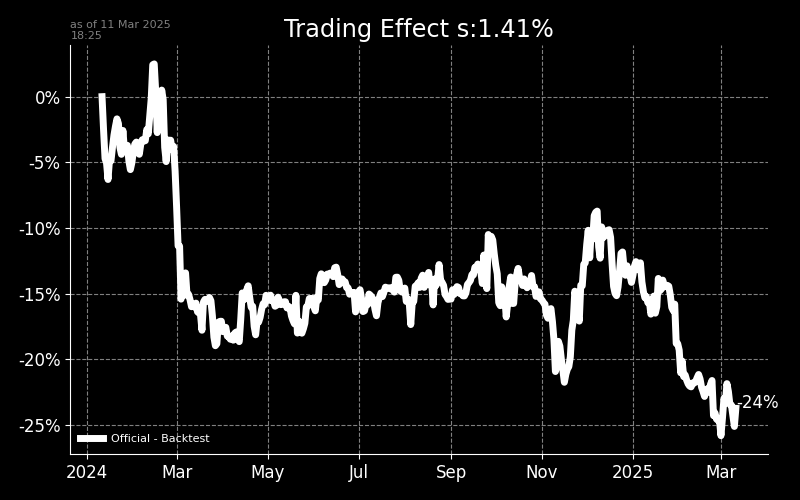 as of 11 Mar 2025
18:25
Trading Effect s:1.41%
0%
-5%
-10%
-15%
-20%
-25%
-24%
Official - Backtest
2024 Mar May Jul Sep Nov 2025 Mar